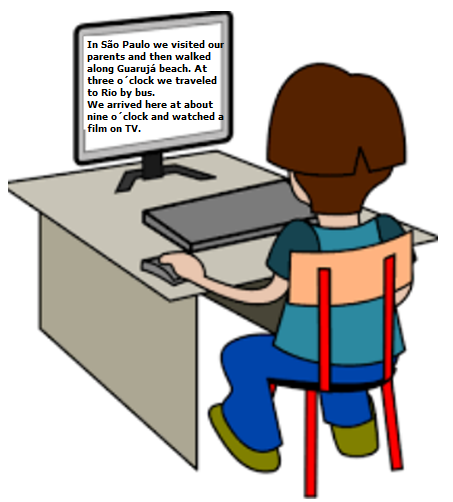 In São Paulo we visited our
parents and then walked
along Guarujá beach. At
three o´clock we traveled
to Rio by bus.
We arrived here at about
nine o´clock and watched a
film on TV.